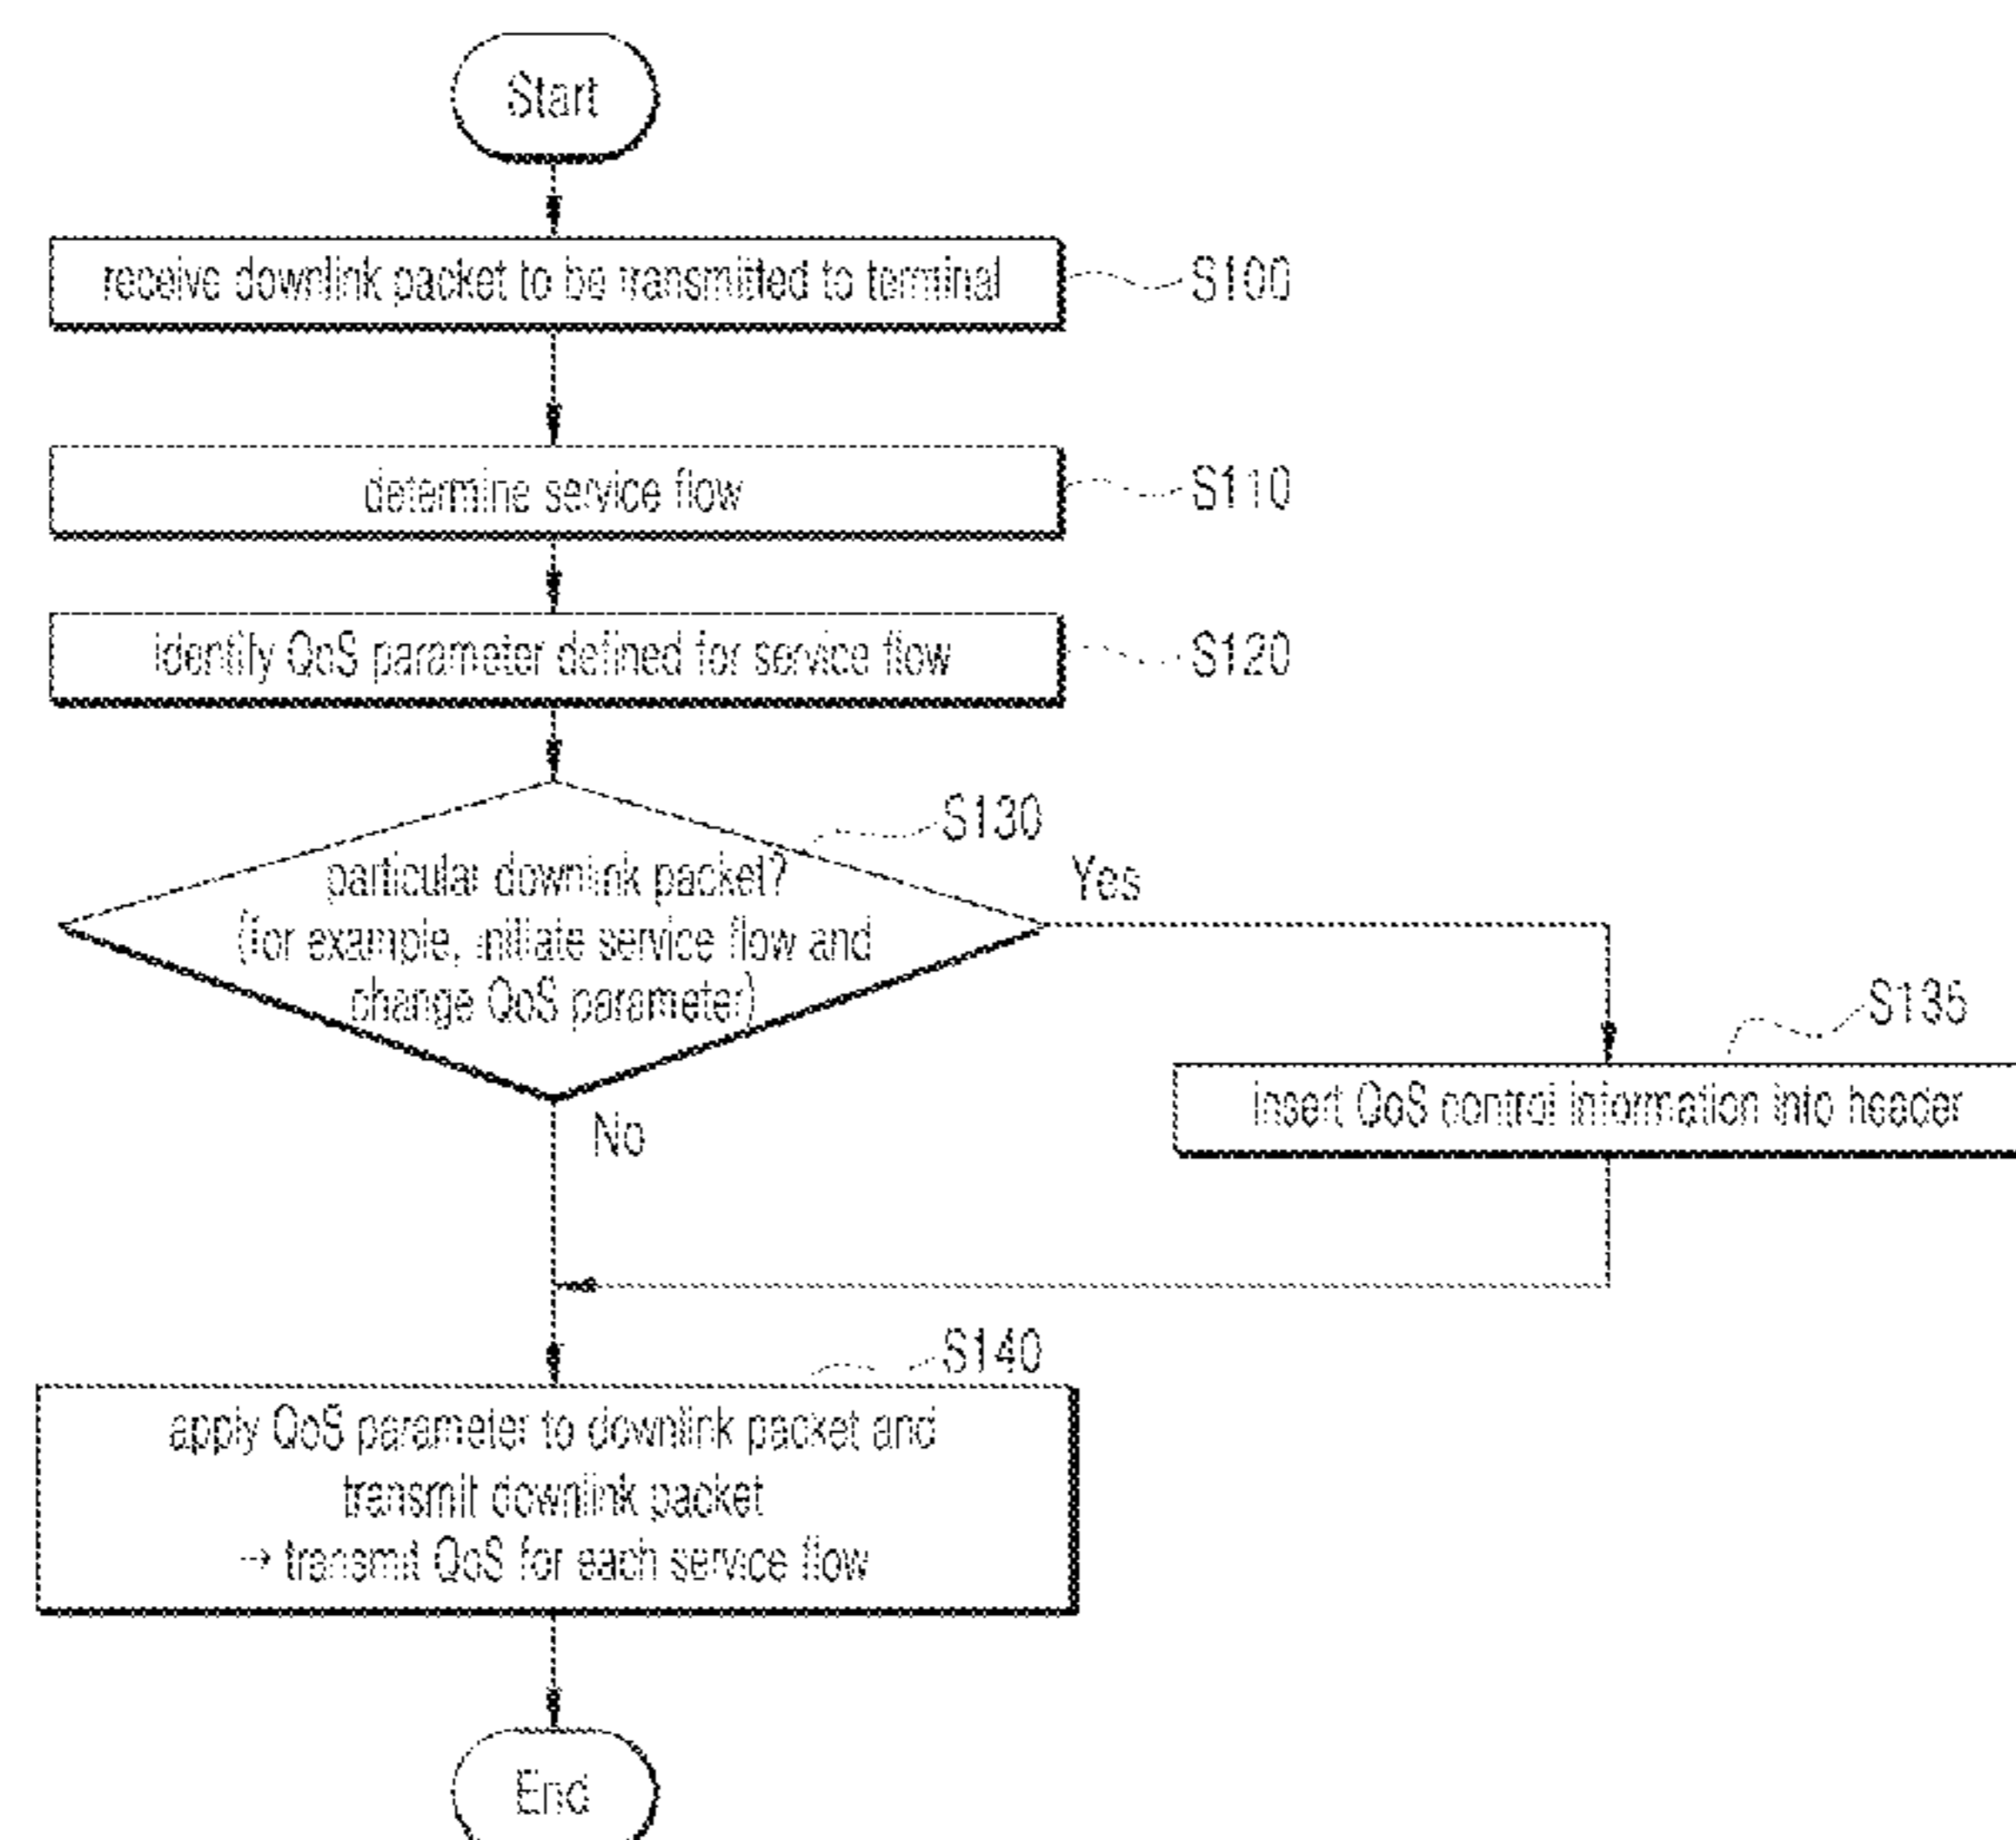 Start
receive downlink packet to be transmitted to terminal
S100
determine service flow
S110
identify QoS parameter defined for service flow
S120
S130
particular downlink packet?
(for example, initiate service flow and
change QoS parameter)
Yes
No
S135
insert QoS control information into header
S140
apply QoS parameter to downlink packet and
transmit downlink packet
→ transmit QoS for each service flow
End